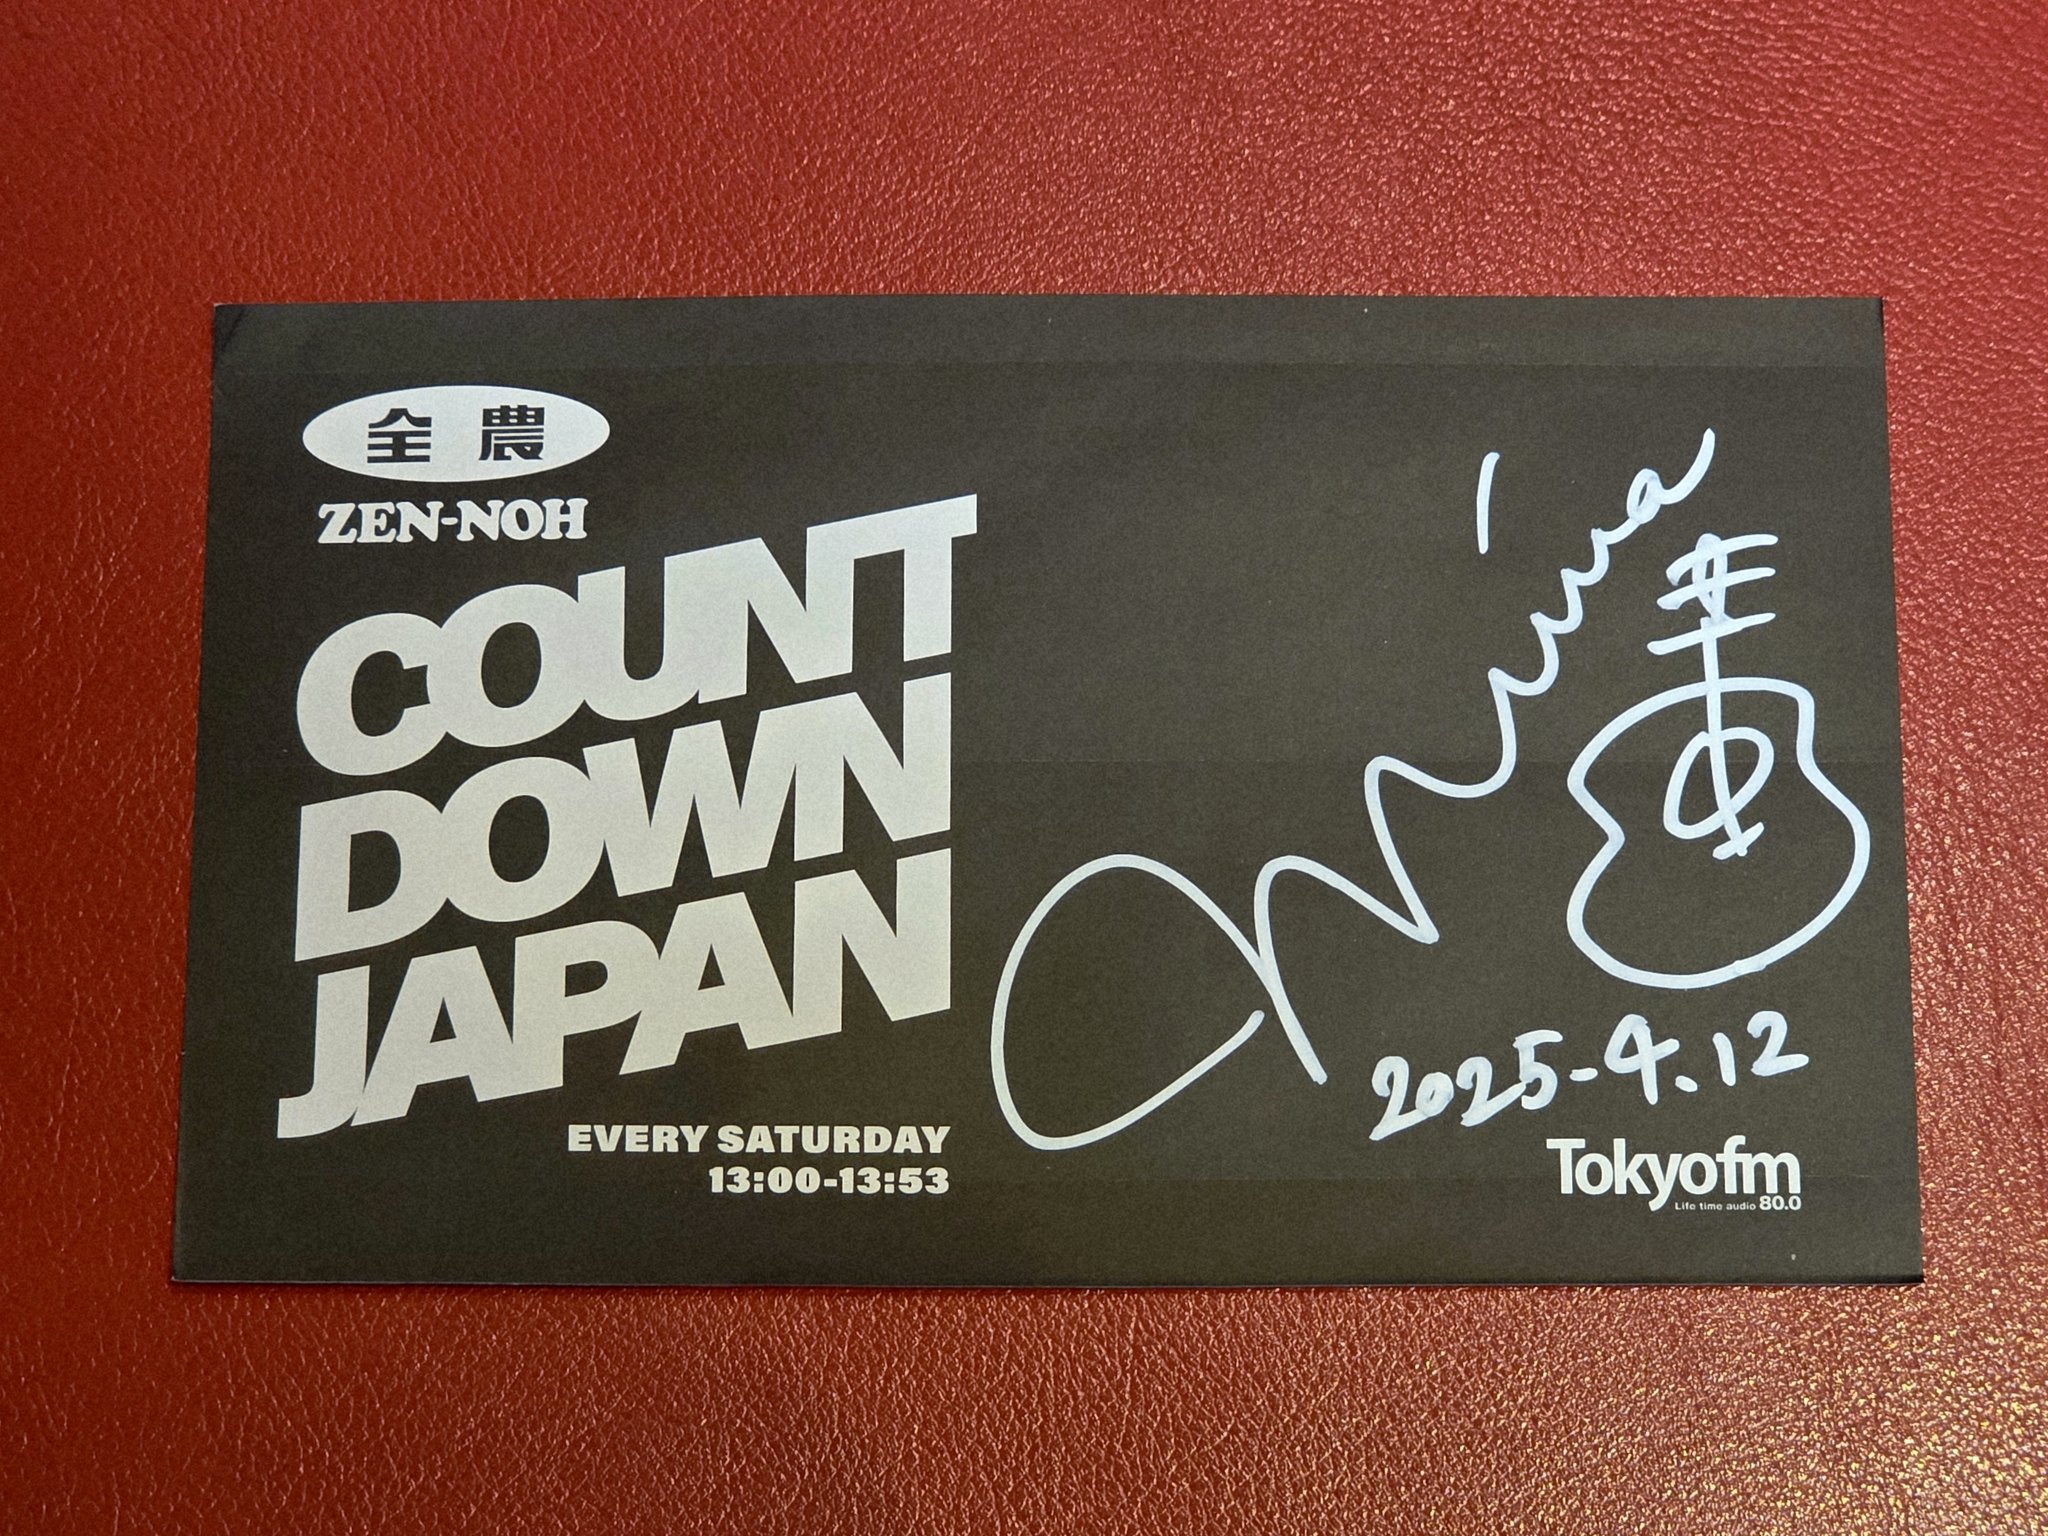 全農
ZEN-NOH
COUNT
DOWN
JAPAN
EVERY SATURDAY
13:00-13:53
miwa
2025-4.12
Tokyofm
Life time audio 80.0